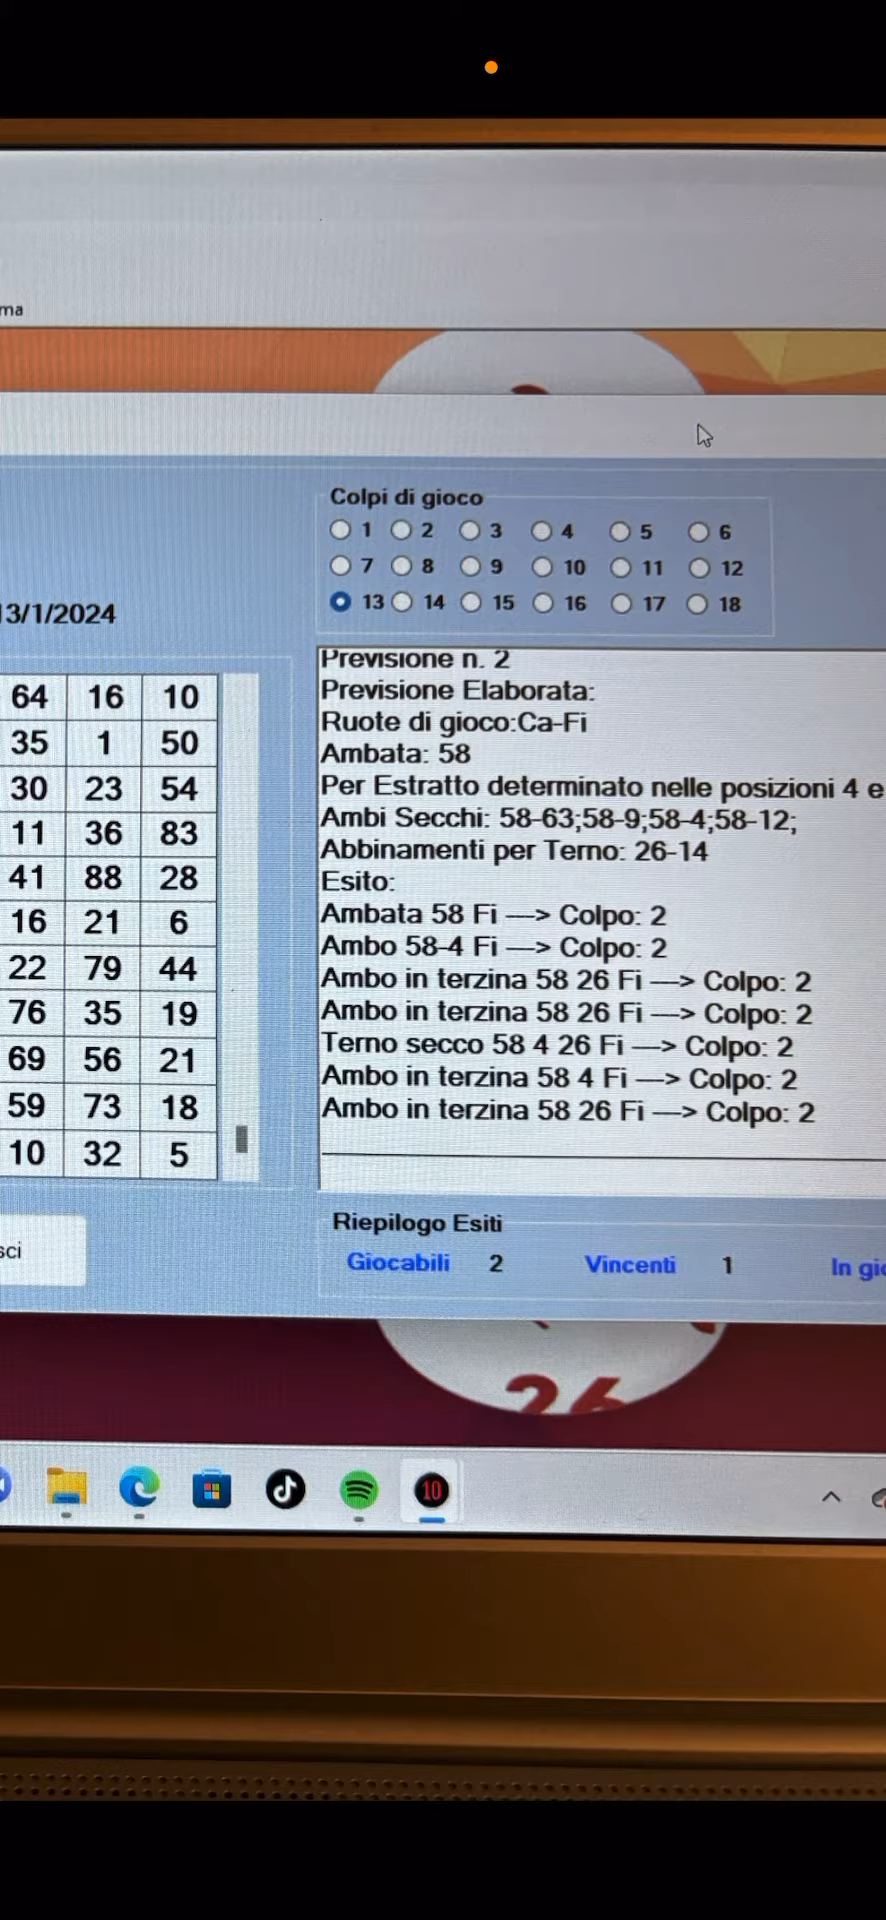 ma
Colpi di gioco
1 2 3 4 5 6
7 8 9 10 11 12
13 14 15 16 17 18
13/1/2024
64 16 10
35 1 50
30 23 54
11 36 83
41 88 28
16 21 6
22 79 44
76 35 19
69 56 21
59 73 18
10 32 5
Previsione n. 2
Previsione Elaborata:
Ruote di gioco:Ca-Fi
Ambata: 58
Per Estratto determinato nelle posizioni 4 e
Ambi Secchi: 58-63;58-9;58-4;58-12;
Abbinamenti per Terno: 26-14
Esito:
Ambata 58 Fi —> Colpo: 2
Ambo 58-4 Fi —> Colpo: 2
Ambo in terzina 58 26 Fi —> Colpo: 2
Ambo in terzina 58 26 Fi —> Colpo: 2
Terno secco 58 4 26 Fi —> Colpo: 2
Ambo in terzina 58 4 Fi —> Colpo: 2
Ambo in terzina 58 26 Fi —> Colpo: 2
sci
Riepilogo Esiti
Giocabili 2 Vincenti 1 In gio
26
10